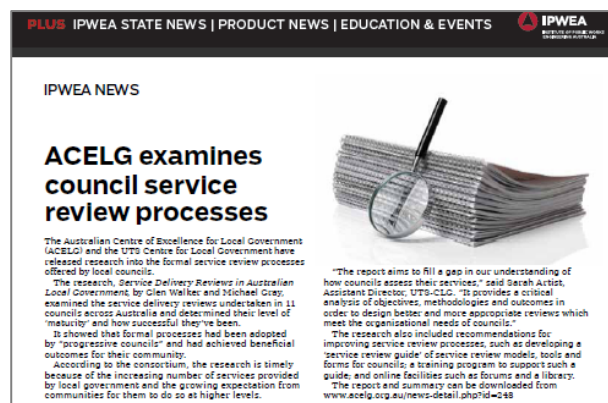 PLUS IPWEA STATE NEWS | PRODUCT NEWS | EDUCATION & EVENTS
IPWEA
INSTITUTE OF PUBLIC WORKS
ENGINEERING AUSTRALIA
IPWEA NEWS
ACELG examines
council service
review processes
The Australian Centre of Excellence for Local Government
(ACELG) and the UTS Centre for Local Government have
released research into the formal service review processes
offered by local councils.
The research, Service Delivery Reviews in Australian
Local Government, by Glen Walker and Michael Gray,
examined the service delivery reviews undertaken in 11
councils across Australia and determined their level of
'maturity' and how successful they've been.
It showed that formal processes had been adopted
by "progressive councils" and had achieved beneficial
outcomes for their community.
According to the consortium, the research is timely
because of the increasing number of services provided
by local government and the growing expectation from
communities for them to do so at higher levels.
"The report aims to fill a gap in our understanding of
how councils assess their services," said Sarah Artist,
Assistant Director, UTS-CLG. "It provides a critical
analysis of objectives, methodologies and outcomes in
order to design better and more appropriate reviews which
meet the organisational needs of councils."
The research also included recommendations for
improving service review processes, such as developing a
'service review guide' of service review models, tools and
forms for councils; a training program to support such a
guide; and online facilities such as forums and a library.
The report and summary can be downloaded from
www.acelg.org.au/news-detail.php?id=248